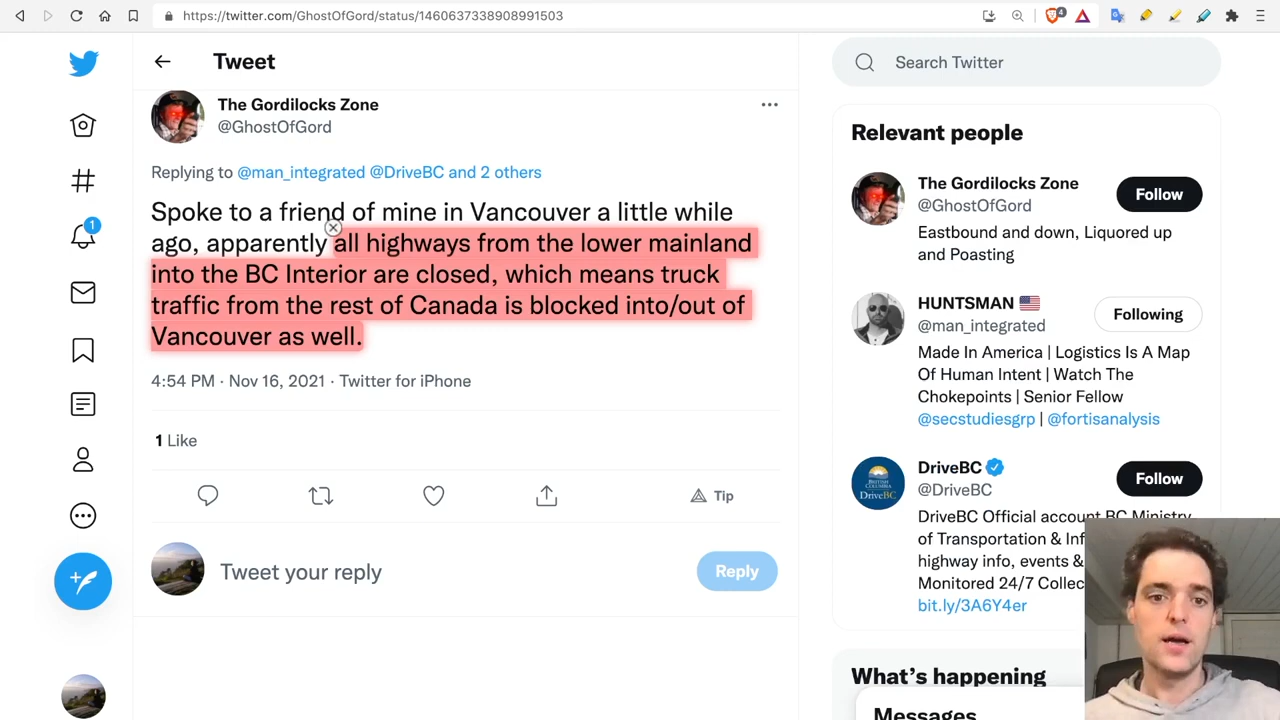 https://twitter.com/GhostOfGord/status/1460637338908991503
4
Tweet
The Gordilocks Zone
@GhostOfGord
Replying to @man_integrated @DriveBC and 2 others
Spoke to a friend of mine in Vancouver a little while
ago, apparently all highways from the lower mainland
into the BC Interior are closed, which means truck
traffic from the rest of Canada is blocked into/out of
Vancouver as well.
4:54 PM · Nov 16, 2021 · Twitter for iPhone
1 Like
Tip
Tweet your reply
Reply
1
Search Twitter
Relevant people
The Gordilocks Zone
@GhostOfGord
Follow
Eastbound and down, Liquored up
and Poasting
HUNTSMAN 🇺🇸
@man_integrated
Following
Made In America | Logistics Is A Map
Of Human Intent | Watch The
Chokepoints | Senior Fellow
@secstudiesgrp | @fortisanalysis
DriveBC
@DriveBC
Follow
BRITISH COLUMBIA
DriveBC
DriveBC Official account BC Ministry
of Transportation & Inf
highway info, events &
Monitored 24/7 Collec
bit.ly/3A6Y4er
What's happening
Messages